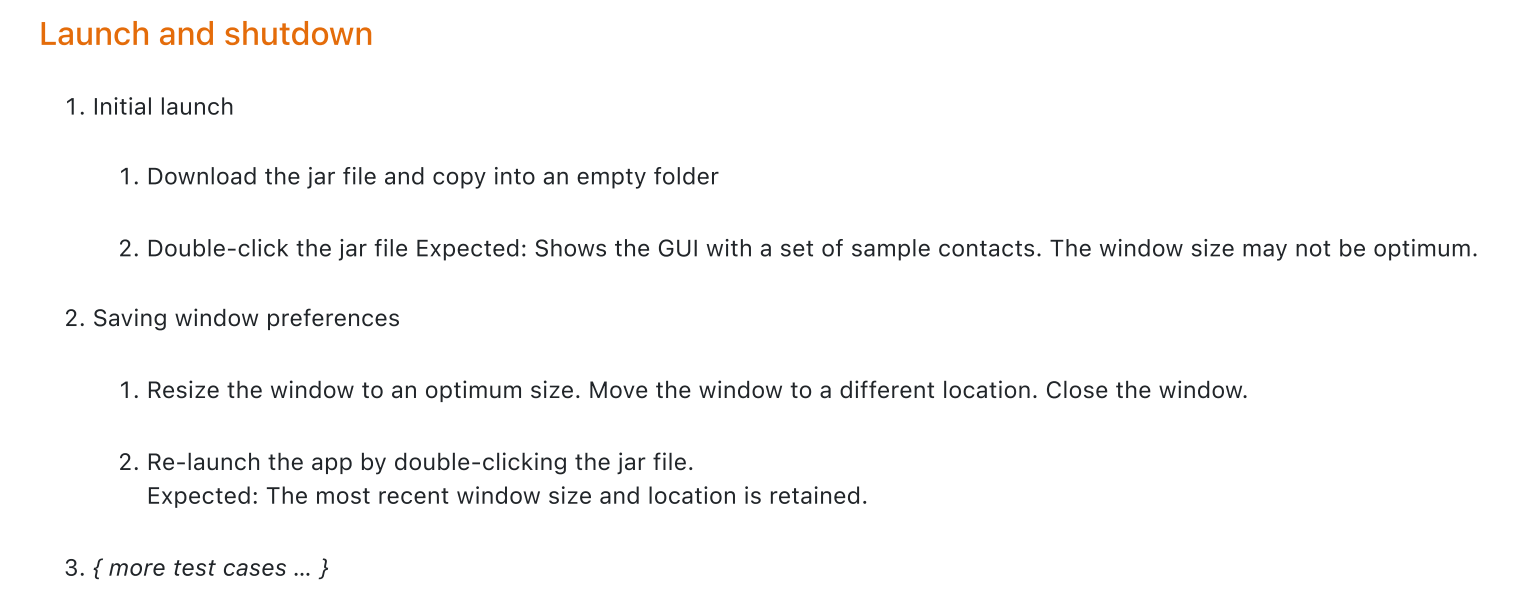 Launch and shutdown
1. Initial launch
1. Download the jar file and copy into an empty folder
2. Double-click the jar file Expected: Shows the GUI with a set of sample contacts. The window size may not be optimum.
2. Saving window preferences
1. Resize the window to an optimum size. Move the window to a different location. Close the window.
2. Re-launch the app by double-clicking the jar file.
Expected: The most recent window size and location is retained.
3. { more test cases … }